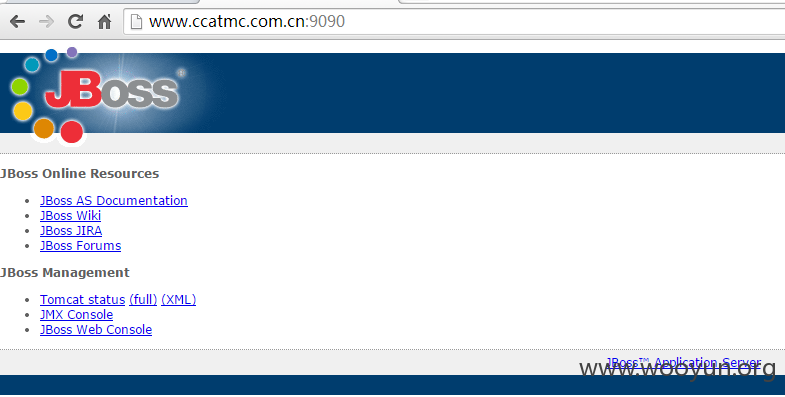 www.ccatmc.com.cn:9090
JBoss®
JBoss Online Resources
JBoss AS Documentation
JBoss Wiki
JBoss JIRA
JBoss Forums
JBoss Management
Tomcat status (full) (XML)
JMX Console
JBoss Web Console
JBoss™ Application Server
www.wooyun.org